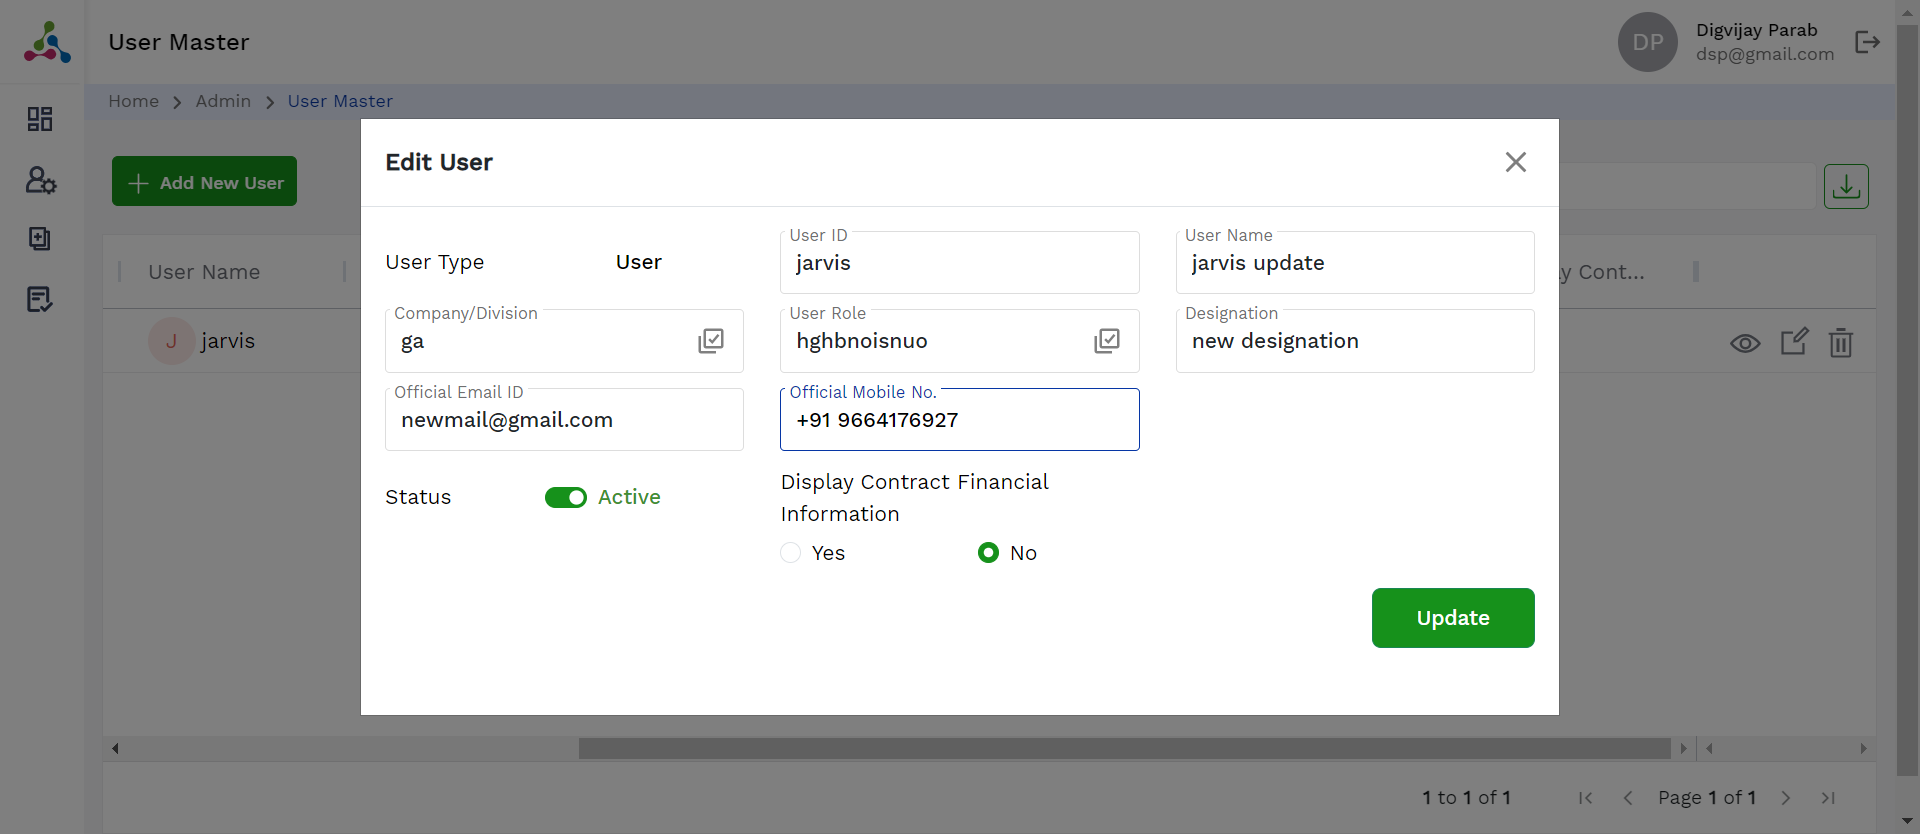 User Master
DP
Digvijay Parab
dsp@gmail.com
Home
Admin
User Master
Add New User
Edit User
User Type
User
User ID
jarvis
User Name
jarvis update
Company/Division
ga
User Role
hghbnoisnuo
Designation
new designation
Official Email ID
newmail@gmail.com
Official Mobile No.
+91 9664176927
Status
Active
Display Contract Financial
Information
Yes
No
Update
User Name
y Cont...
J
jarvis
1 to 1 of 1
Page 1 of 1